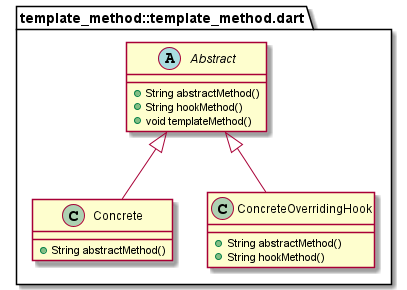 template_method::template_method.dart
A Abstract
String abstractMethod()
String hookMethod()
void templateMethod()
C Concrete
String abstractMethod()
C ConcreteOverridingHook
String abstractMethod()
String hookMethod()